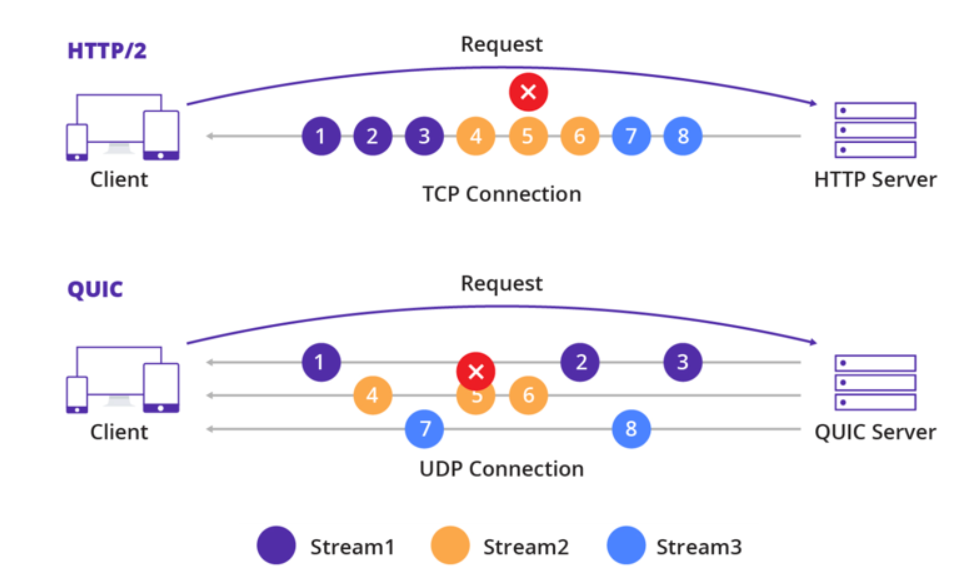 HTTP/2
Request
1 2 3 4 5 6 7 8
Client
TCP Connection
HTTP Server
QUIC
Request
1 2 3
4 5 6
7 8
Client
UDP Connection
QUIC Server
Stream1 Stream2 Stream3